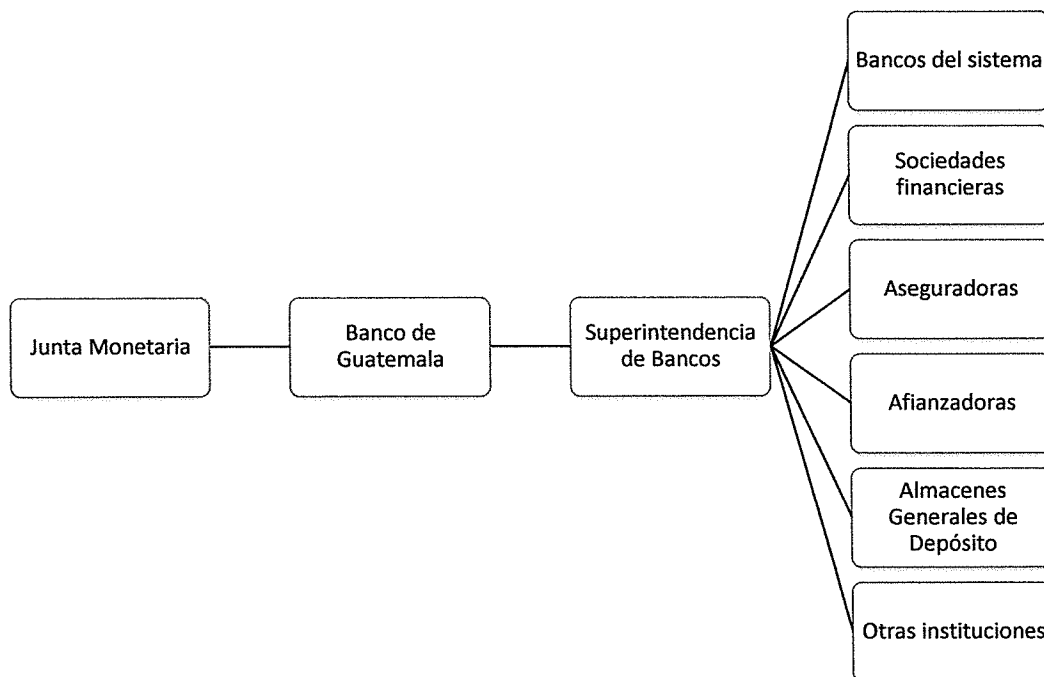 Bancos del sistema
Sociedades
financieras
Aseguradoras
Junta Monetaria
Banco de
Guatemala
Superintendencia
de Bancos
Afianzadoras
Almacenes
Generales de
Depósito
Otras instituciones